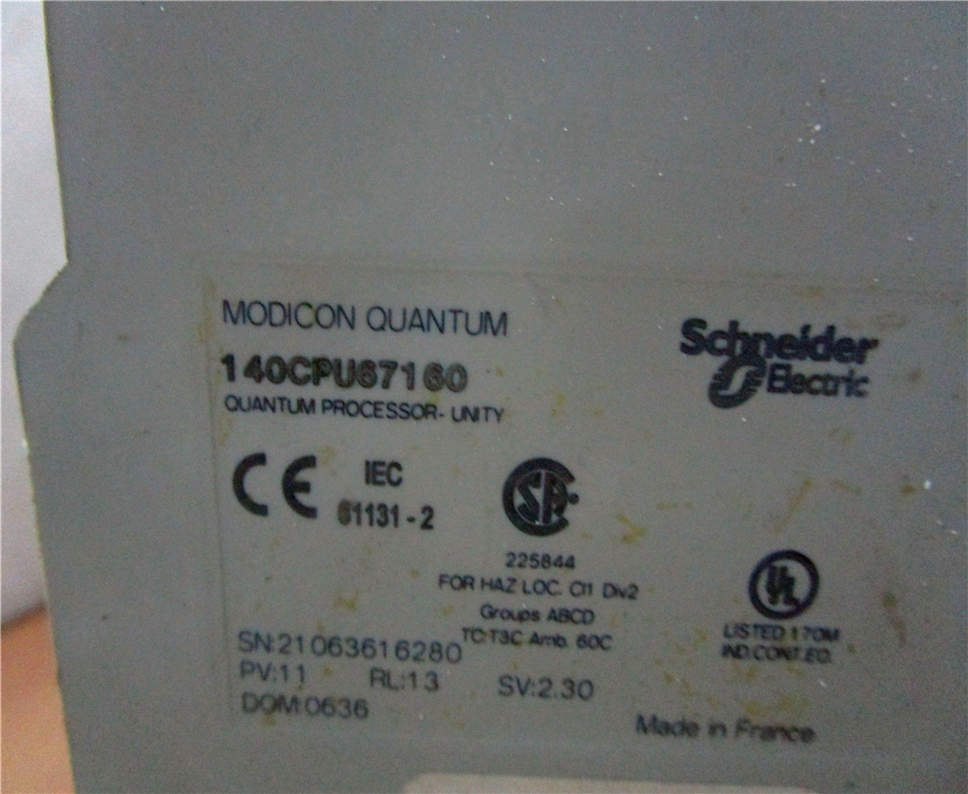 MODICON QUANTUM
140CPU67160
QUANTUM PROCESSOR- UNITY
Schneider
Electric
CE
IEC
61131-2
SA
225844
FOR HAZ LOC. Cl1 Div2
Groups ABCD
TC:T3C Amb. 60C
UL
LISTED 170M
IND.CONT.EQ.
SN:21063616280
PV:11 RL:13 SV:2.30
DOM:0636
Made in France